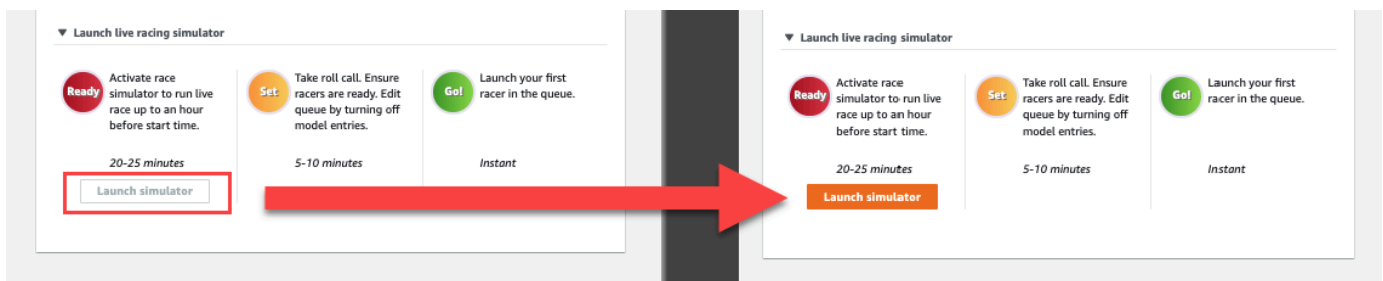 ▼ Launch live racing simulator
Ready
Activate race
simulator to run live
race up to an hour
before start time.
20-25 minutes
Launch simulator
Set
Take roll call. Ensure
racers are ready. Edit
queue by turning off
model entries.
5-10 minutes
Go!
Launch your first
racer in the queue.
Instant
▼ Launch live racing simulator
Ready
Activate race
simulator to run live
race up to an hour
before start time.
20-25 minutes
Launch simulator
Set
Take roll call. Ensure
racers are ready. Edit
queue by turning off
model entries.
5-10 minutes
Go!
Launch your first
racer in the queue.
Instant